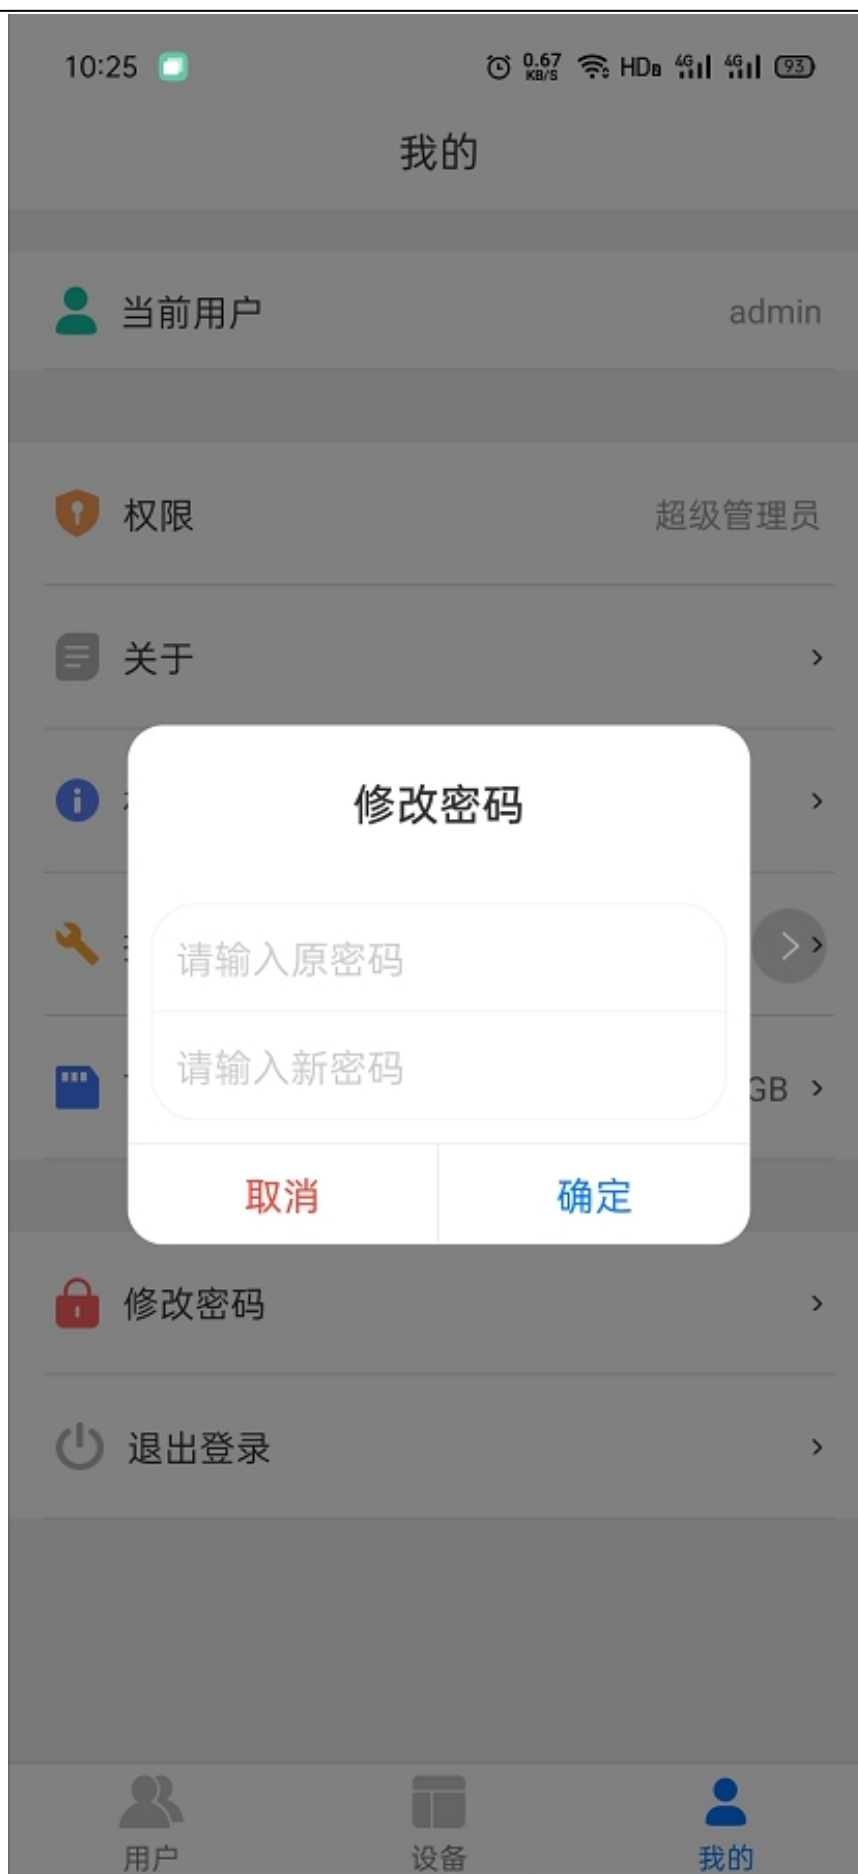 10:25 0.67 KB/S HD 4G 4G 93
我的
当前用户 admin
权限 超级管理员
关于
修改密码
请输入原密码
请输入新密码
GB
取消 确定
修改密码
退出登录
用户 设备 我的